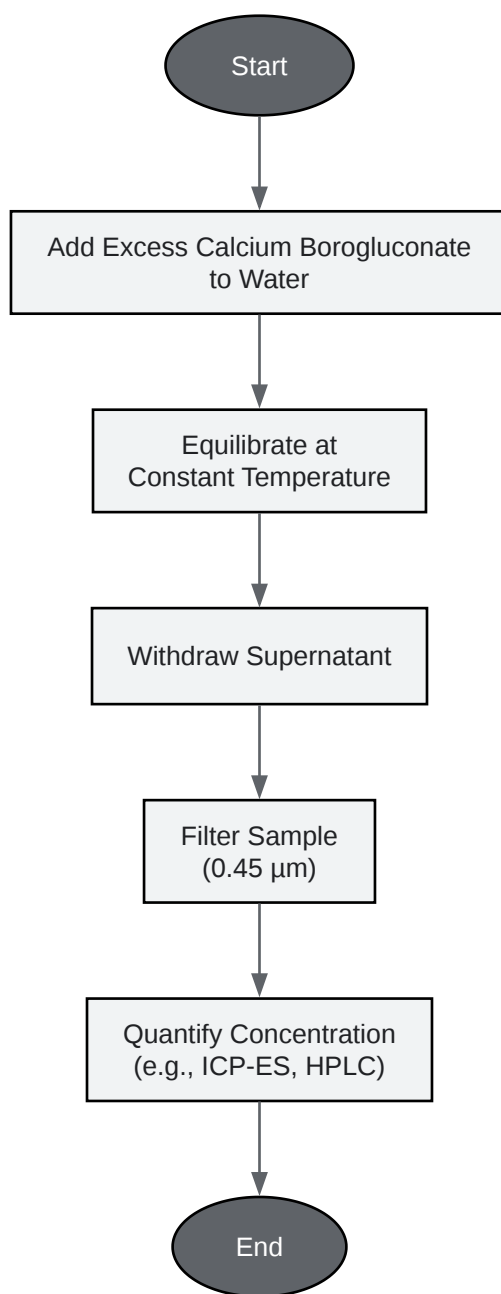 Start
Add Excess Calcium Borogluconate
to Water
Equilibrate at
Constant Temperature
Withdraw Supernatant
Filter Sample
(0.45 µm)
Quantify Concentration
(e.g., ICP-ES, HPLC)
End